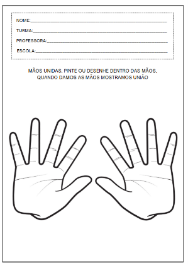 NOME:
TURMA:
PROFESSORA:
ESCOLA:
MÃOS UNIDAS. PINTE OU DESENHE DENTRO DAS MÃOS.
QUANDO DAMOS AS MÃOS MOSTRAMOS UNIÃO